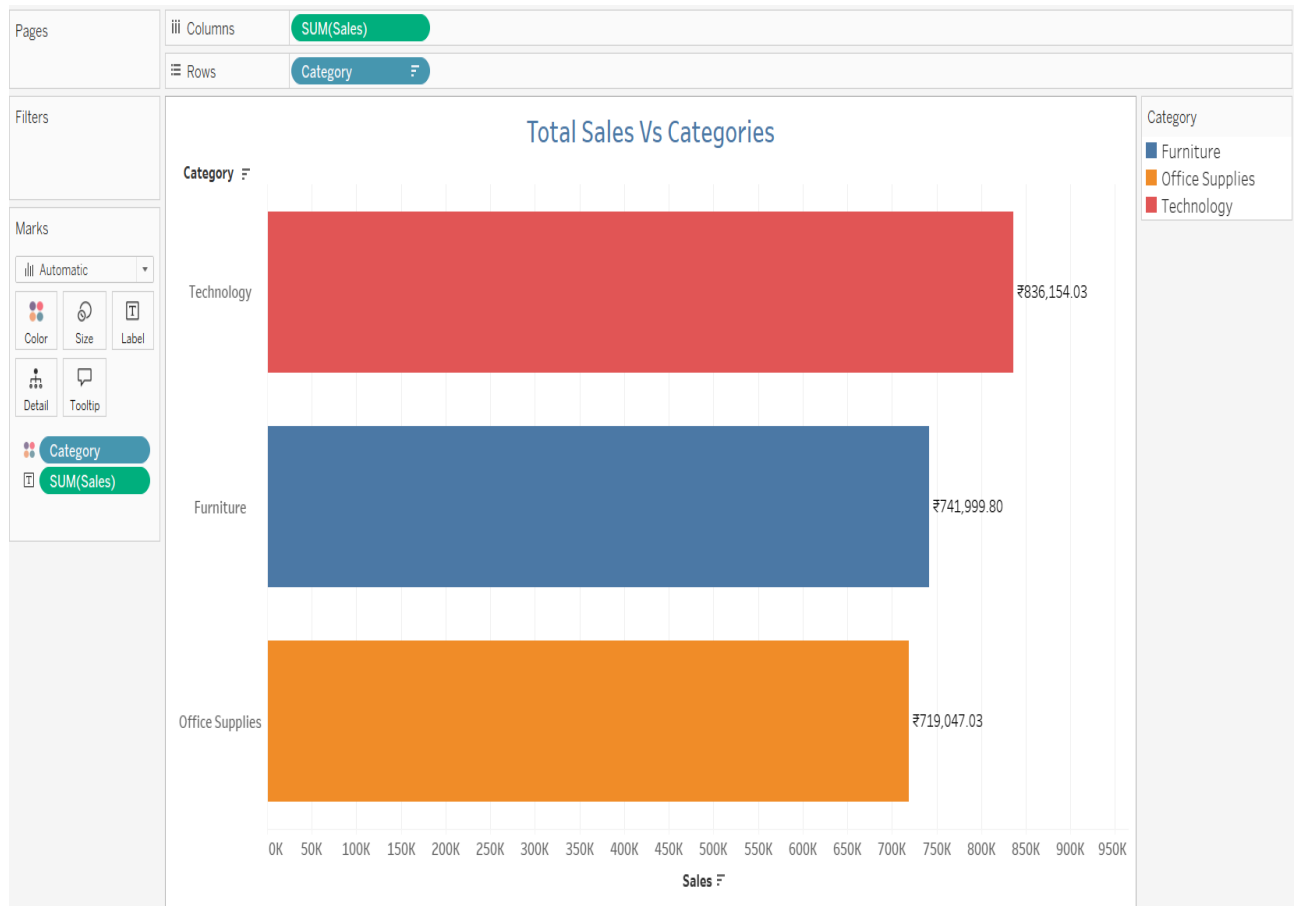 Pages
Columns
SUM(Sales)
Rows
Category
Filters
Marks
Automatic
Color
Size
Label
Detail
Tooltip
Category
SUM(Sales)
Total Sales Vs Categories
Category
Technology
₹836,154.03
Furniture
₹741,999.80
Office Supplies
₹719,047.03
0K 50K 100K 150K 200K 250K 300K 350K 400K 450K 500K 550K 600K 650K 700K 750K 800K 850K 900K 950K
Sales
Category
Furniture
Office Supplies
Technology